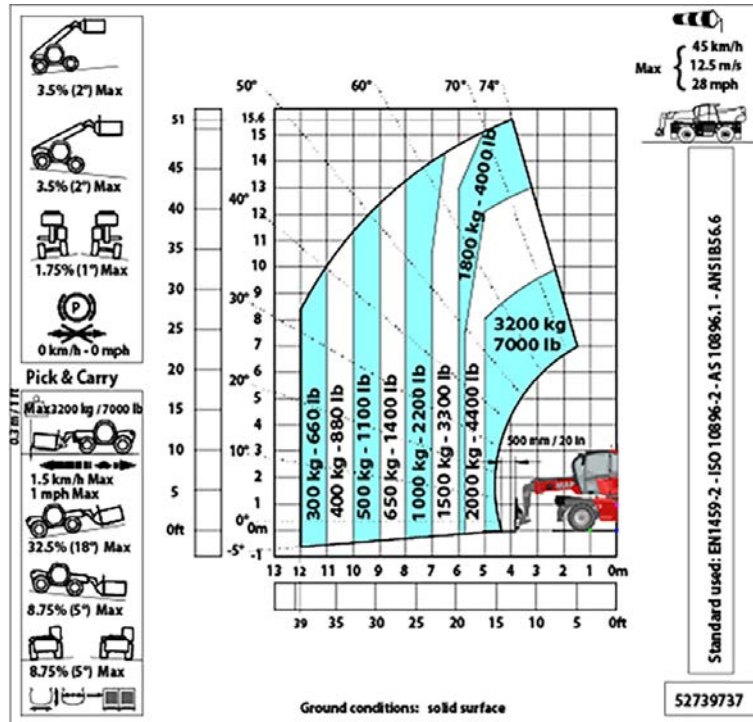 3.5% (2°) Max
3.5% (2°) Max
1.75% (1°) Max
P
0 km/h - 0 mph
Pick & Carry
0.3 m / 1 ft
Max 3200 kg / 7000 lb
1.5 km/h Max
1 mph Max
32.5% (18°) Max
8.75% (5°) Max
8.75% (5°) Max
51
45
40
35
30
25
20
15
10
5
0ft
15.6
15
14
13
12
11
10
9
8
7
6
5
4
3
2
1
0m
-1
50°
60°
70°
74°
40°
30°
20°
10°
0°
-5°
300 kg - 660 lb
400 kg - 880 lb
500 kg - 1100 lb
650 kg - 1400 lb
1000 kg - 2200 lb
1500 kg - 3300 lb
2000 kg - 4400 lb
1800 kg - 4000 lb
3200 kg
7000 lb
500 mm / 20 in
13 12 11 10 9 8 7 6 5 4 3 2 1 0m
39 35 30 25 20 15 10 5 0ft
Ground conditions: solid surface
Max
45 km/h
12.5 m/s
28 mph
Standard used: EN1459-2 - ISO 10896-2 - AS 10896.1 - ANSI B56.6
52739737